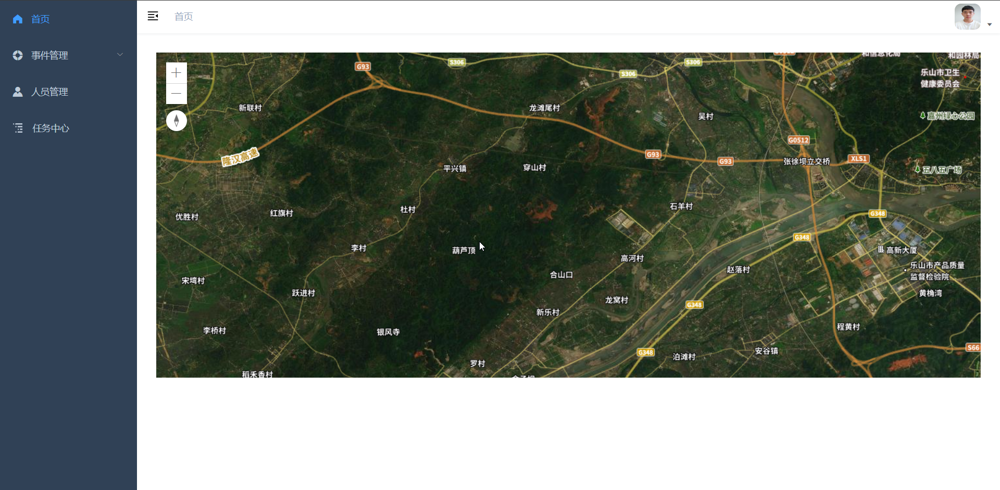 首页
事件管理
人员管理
任务中心
首页
G93
S306
S306
S306
和园林局
乐山市卫生
健康委员会
新联村
龙滩尾村
吴村
嘉州绿心公园
G0512
隆汉高速
G93
G93
张徐坝立交桥
XLS1
平兴镇
穿山村
五八五广场
优胜村
红旗村
杜村
石羊村
G348
李村
葫芦顶
G348
高新大厦
高河村
乐山市产品质量
监督检验院
赵落村
合山口
宋塆村
跃进村
龙窝村
黄桷湾
G348
新乐村
李桥村
银风寺
程黄村
G348
泊滩村
安谷镇
S66
罗村
稻禾香村